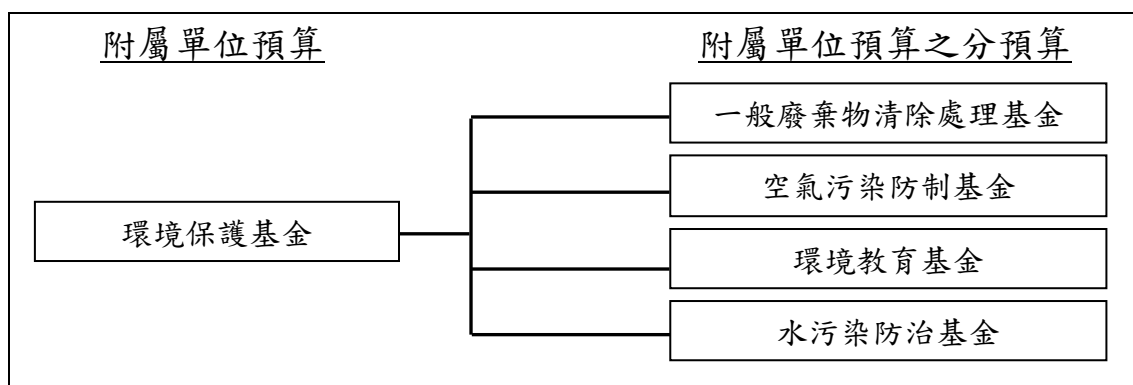 附屬單位預算
附屬單位預算之分預算
環境保護基金
一般廢棄物清除處理基金
空氣污染防制基金
環境教育基金
水污染防治基金